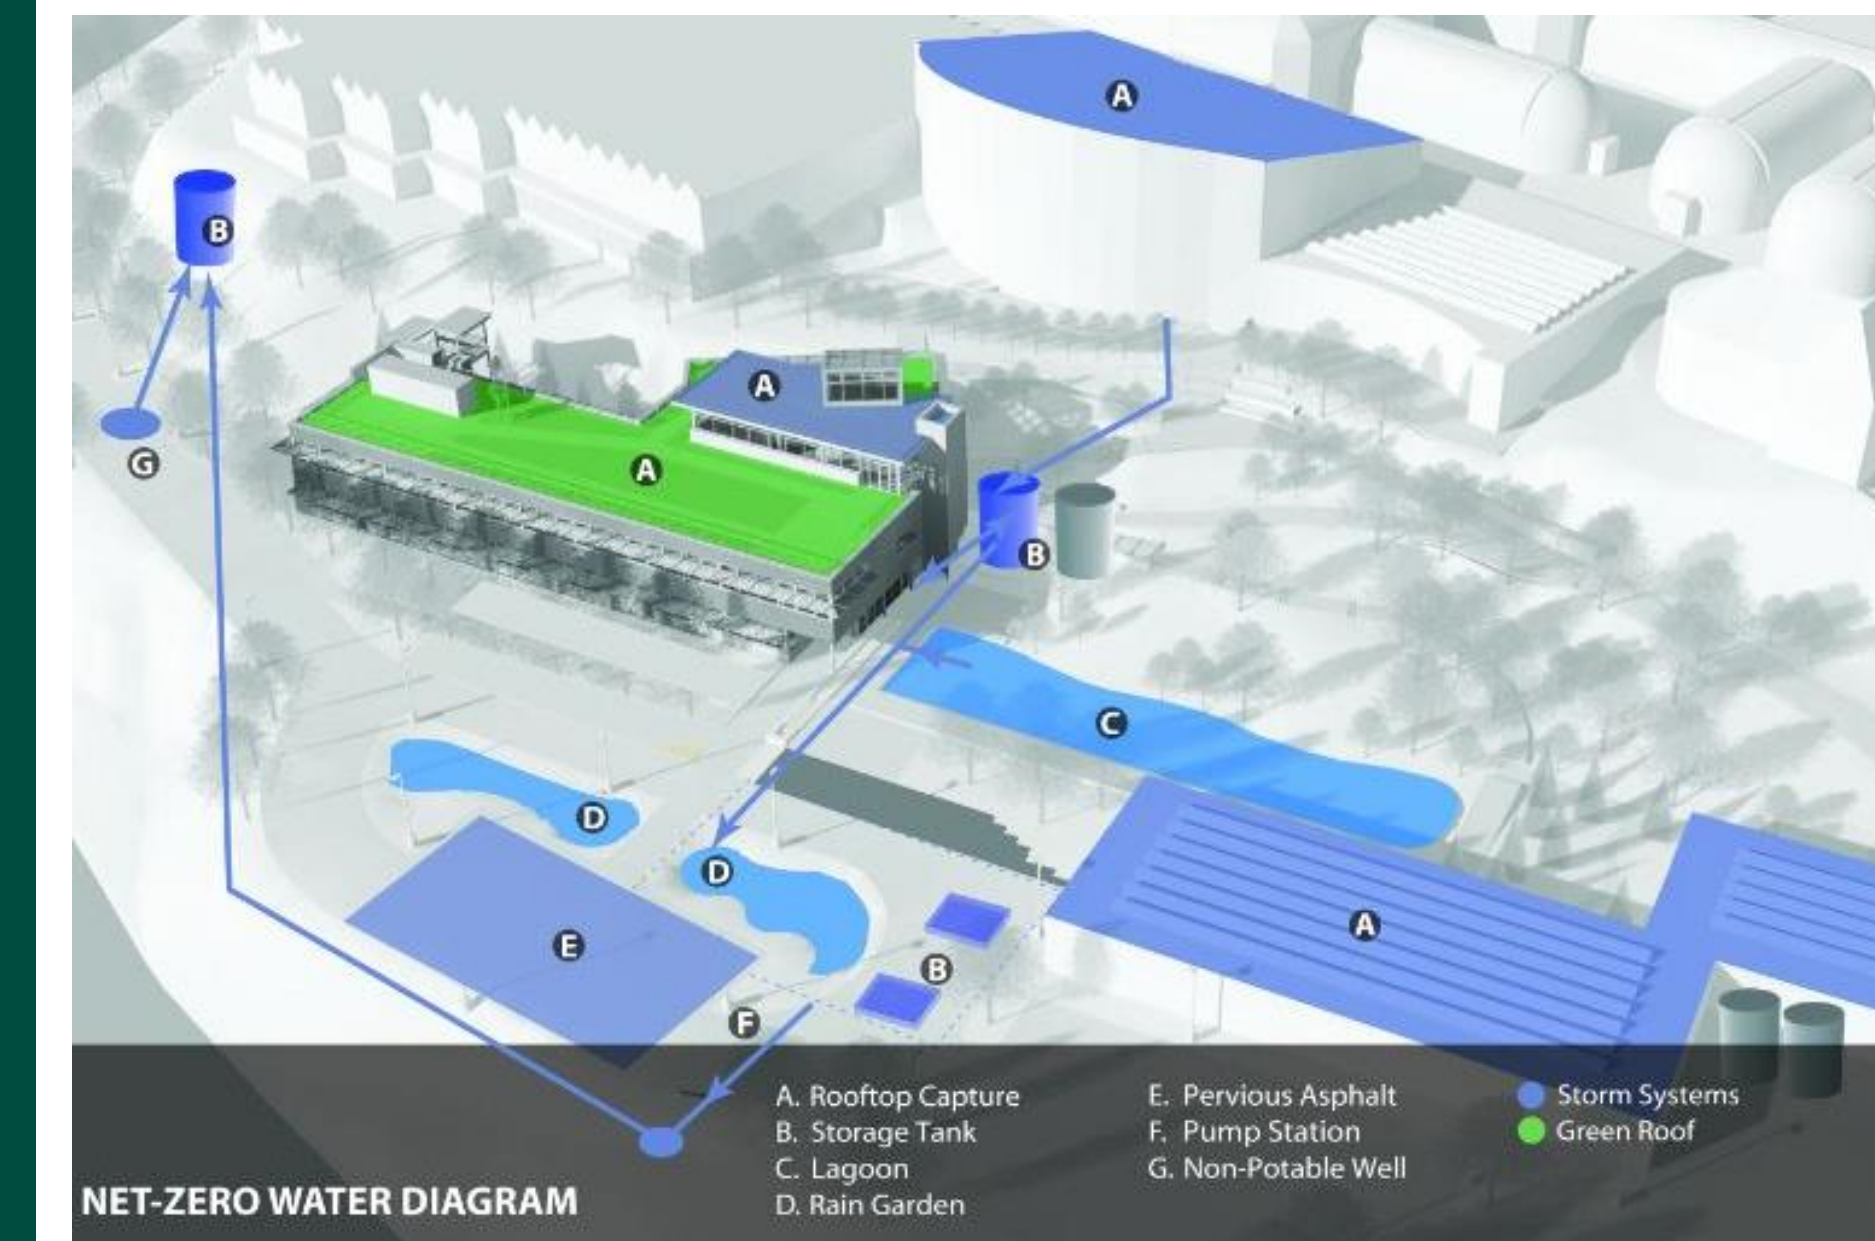 A
B
A
G
A
B
C
D
D
A
E
B
F
A. Rooftop Capture
B. Storage Tank
C. Lagoon
D. Rain Garden
E. Pervious Asphalt
F. Pump Station
G. Non-Potable Well
Storm Systems
Green Roof
NET-ZERO WATER DIAGRAM